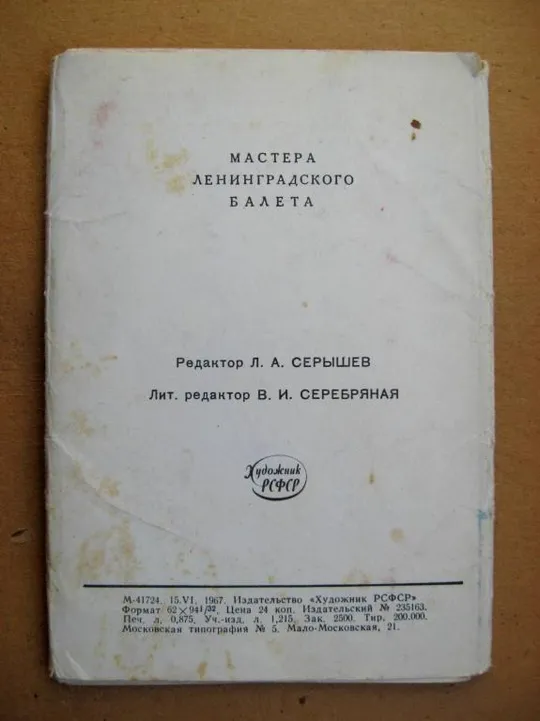 МАСТЕРА
ЛЕНИНГРАДСКОГО
БАЛЕТА
Редактор Л. А. СЕРЫШЕВ
Лит. редактор В. И. СЕРЕБРЯНАЯ
Художник
РСФСР
М-41724. 15.VI. 1967. Издательство «Художник РСФСР»
Формат 62×94 1/32. Цена 24 коп. Издательский № 235163.
Печ. л. 0,875. Уч.-изд. л. 1,215. Зак. 2500. Тир. 200.000.
Московская типография № 5. Мало-Московская, 21.